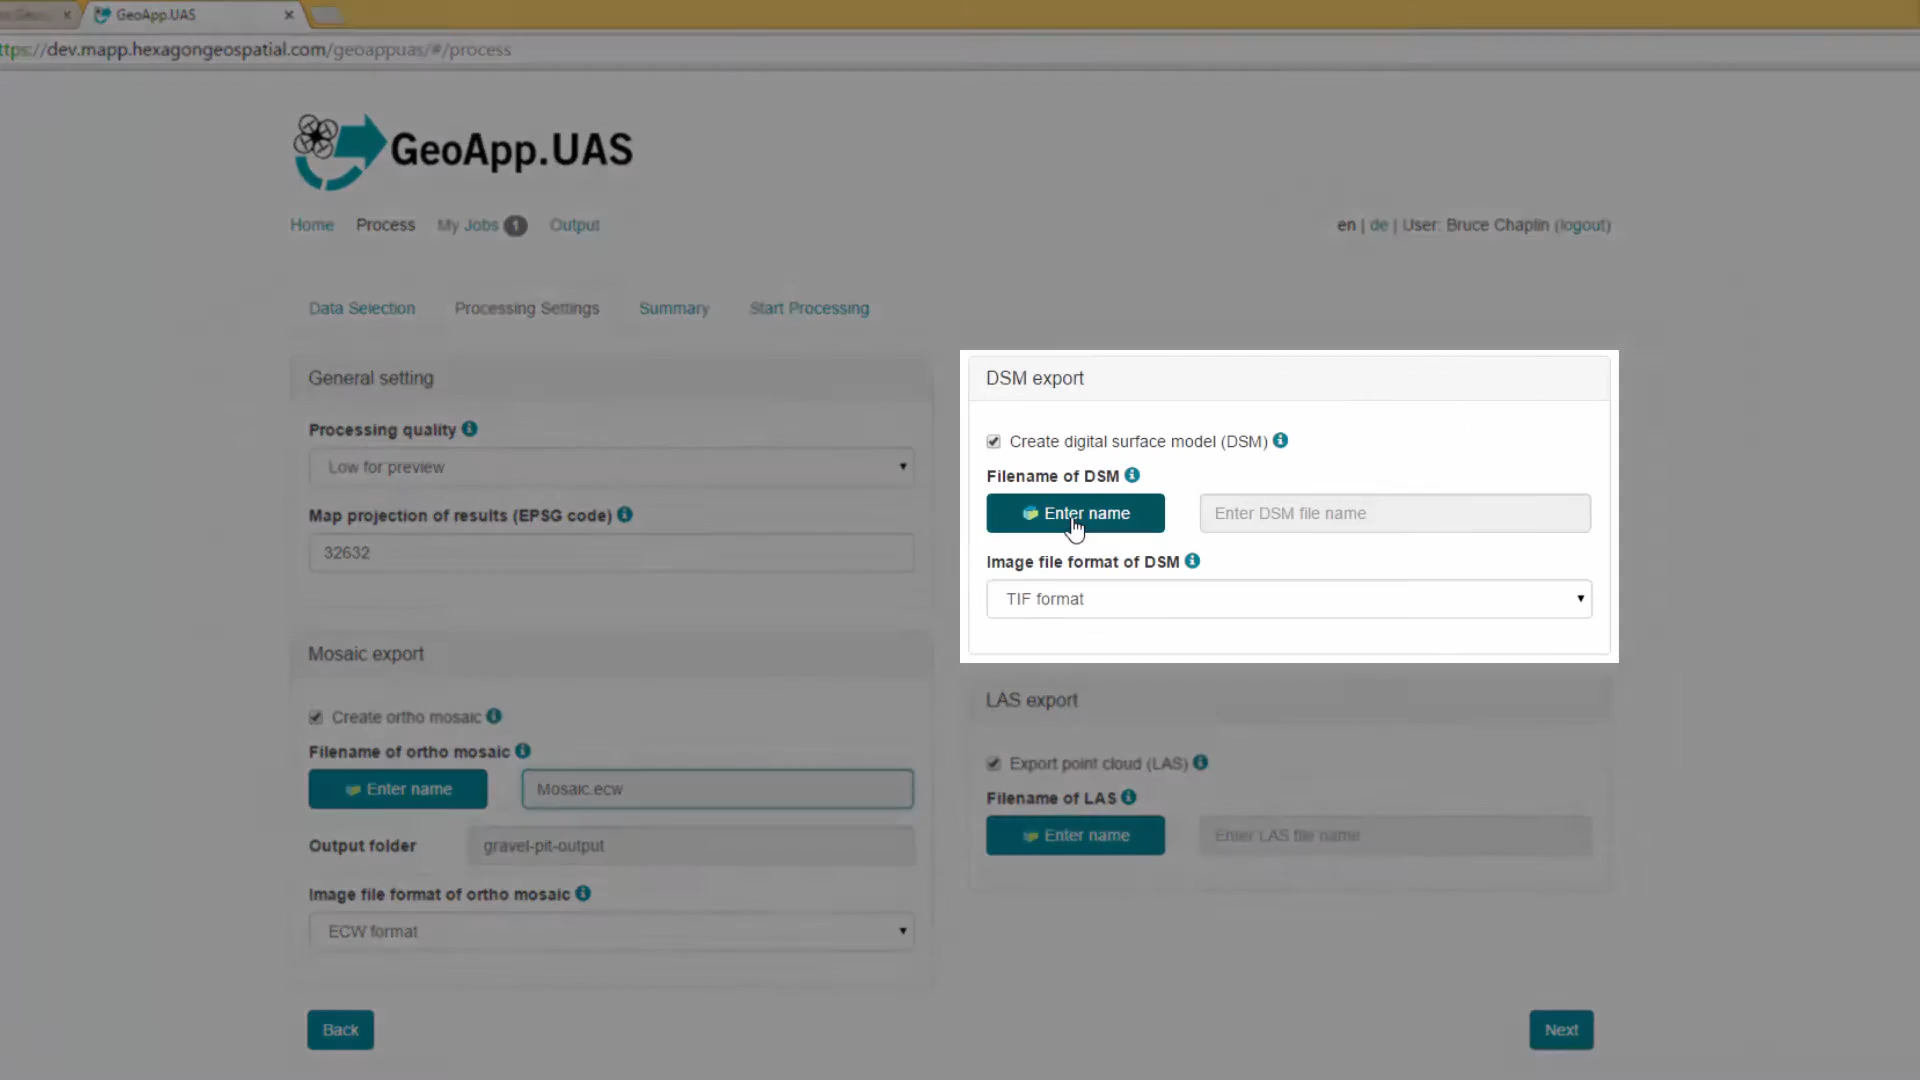 GeoApp.UAS
ttps://dev.mapp.hexagongeospatial.com/geoappuas/#/process
GeoApp.UAS
Home Process My Jobs 1 Output
en | de | User: Bruce Chaplin (logout)
Data Selection Processing Settings Summary Start Processing
General setting
Processing quality
Low for preview
Map projection of results (EPSG code)
32632
Mosaic export
Create ortho mosaic
Filename of ortho mosaic
Enter name Mosaic.ecw
Output folder gravel-pit-output
Image file format of ortho mosaic
ECW format
DSM export
Create digital surface model (DSM)
Filename of DSM
Enter name Enter DSM file name
Image file format of DSM
TIF format
LAS export
Export point cloud (LAS)
Filename of LAS
Enter name Enter LAS file name
Back Next